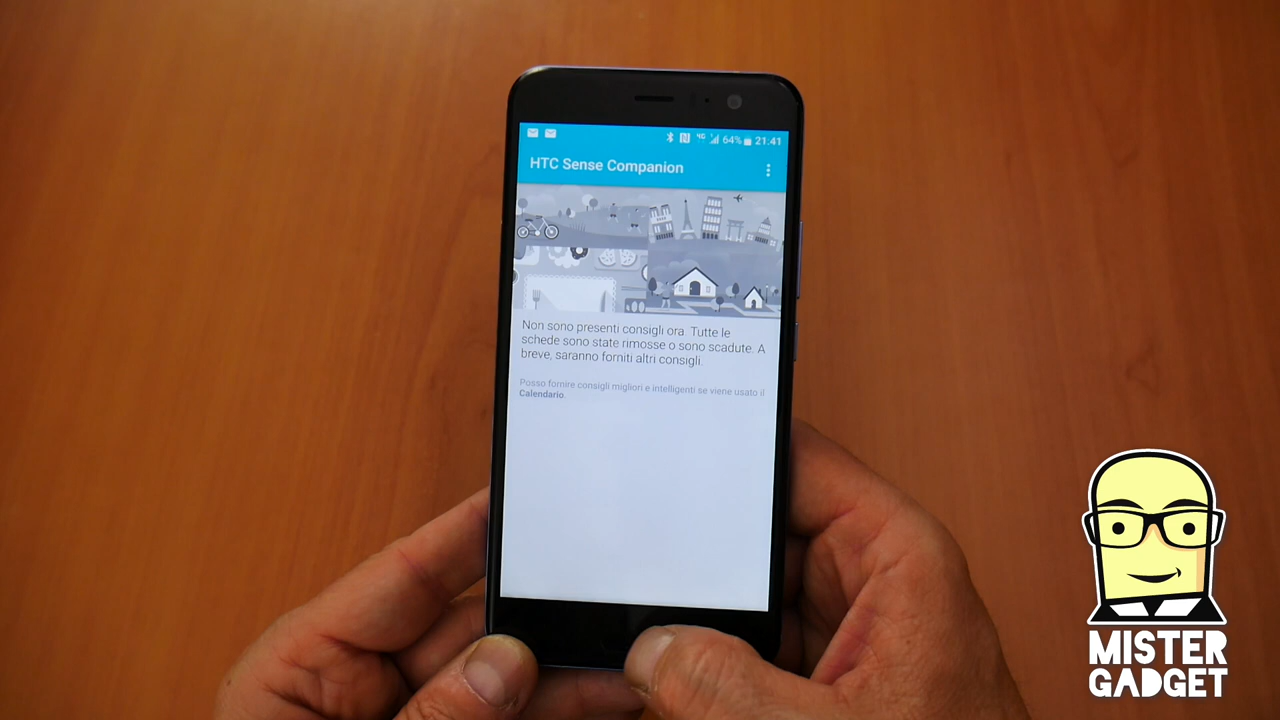 4G 64% 21:41
HTC Sense Companion
Non sono presenti consigli ora. Tutte le
schede sono state rimosse o sono scadute. A
breve, saranno forniti altri consigli.
Posso fornire consigli migliori e intelligenti se viene usato il
Calendario.
MISTER
GADGET